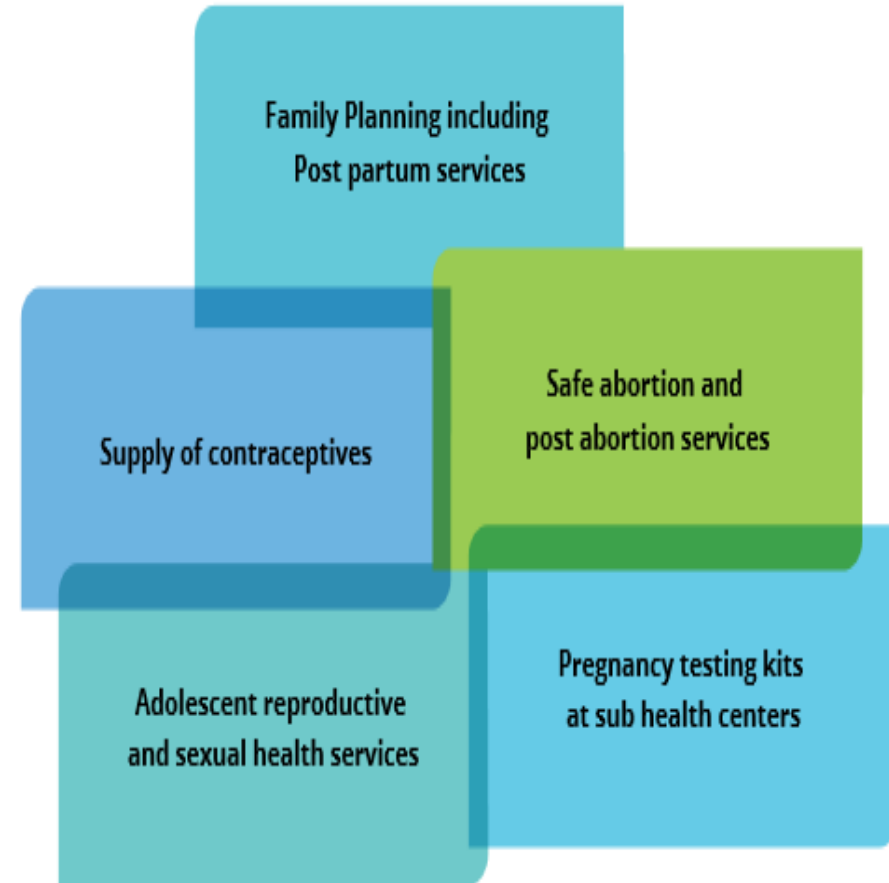 Family Planning including
Post partum services
Safe abortion and
post abortion services
Supply of contraceptives
Adolescent reproductive
and sexual health services
Pregnancy testing kits
at sub health centers